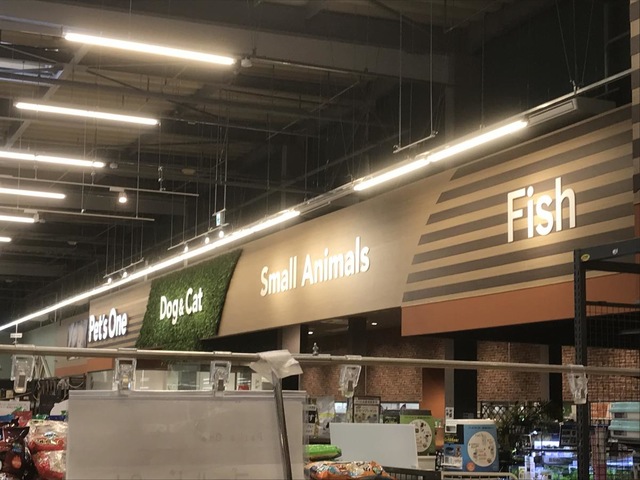 Pet's One
Dog & Cat
Small Animals
Fish